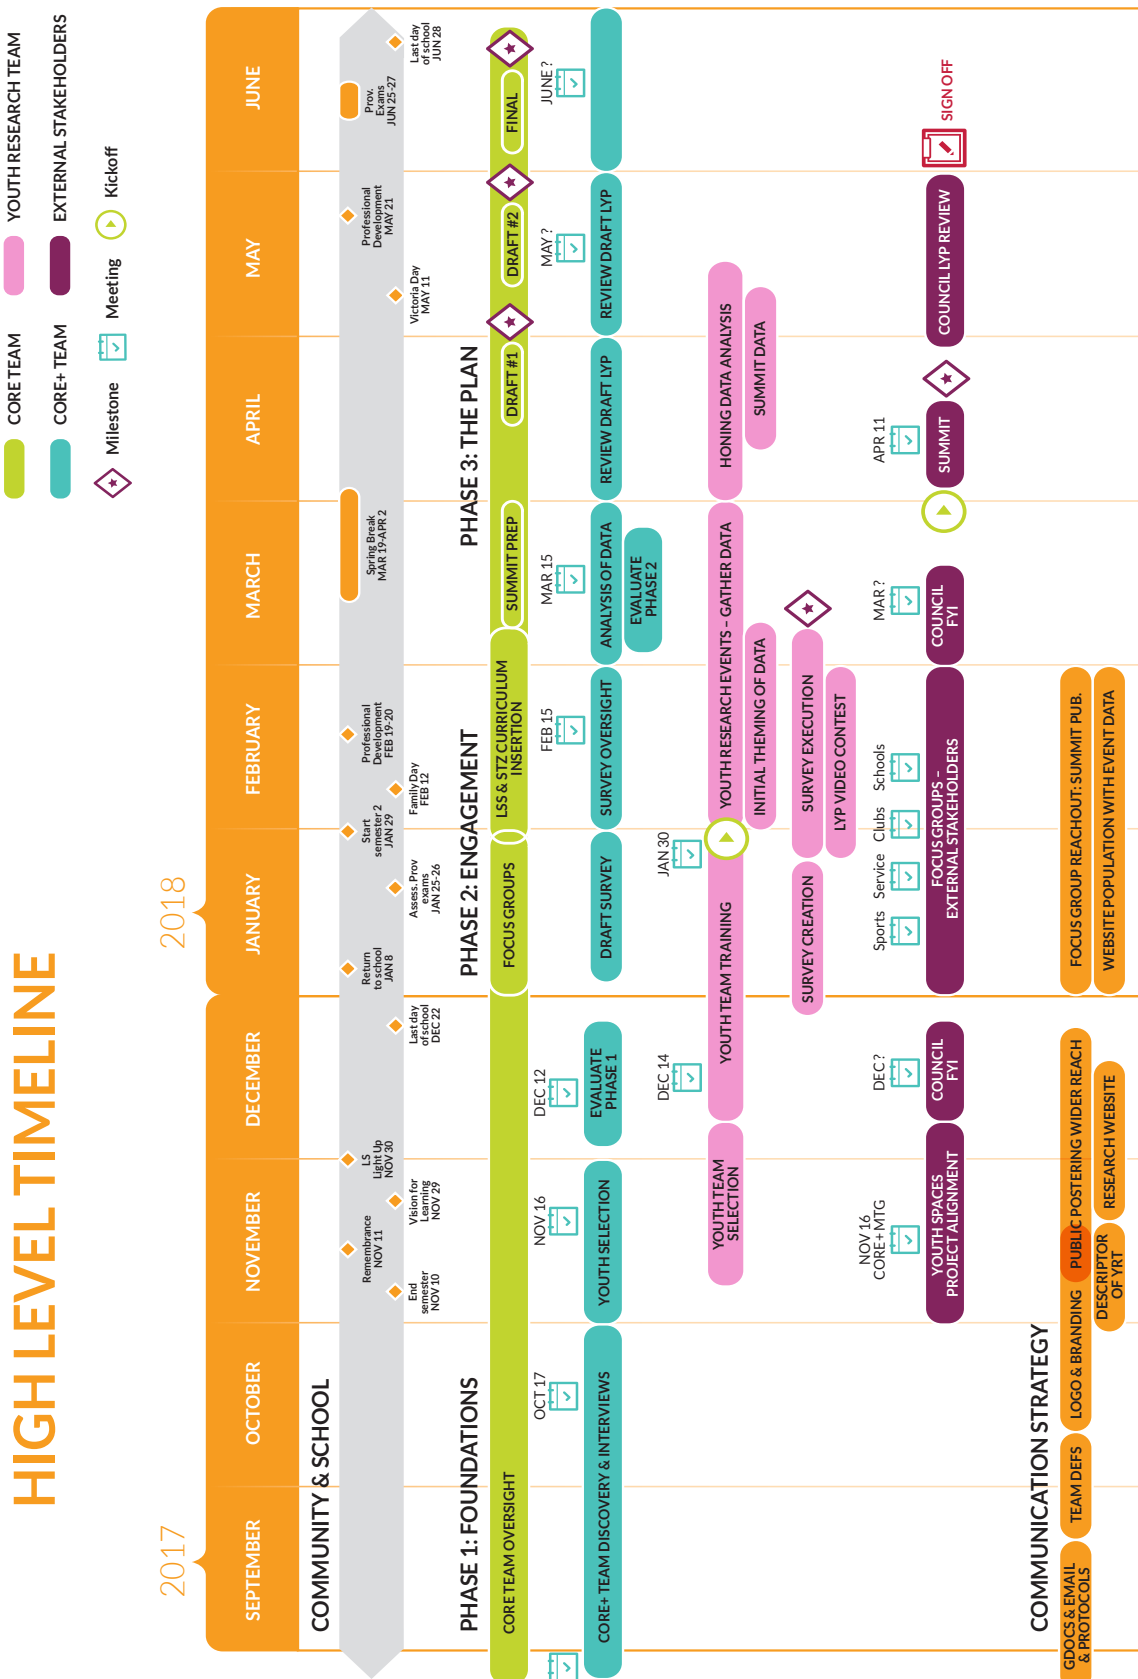 HIGH LEVEL TIMELINE
CORE TEAM
YOUTH RESEARCH TEAM
CORE+ TEAM
EXTERNAL STAKEHOLDERS
Milestone
Meeting
Kickoff
2017
2018
SEPTEMBER
OCTOBER
NOVEMBER
DECEMBER
JANUARY
FEBRUARY
MARCH
APRIL
MAY
JUNE
COMMUNITY & SCHOOL
Remembrance
NOV 11
LS
Light Up
NOV 30
Return
to school
JAN 8
Start
semester 2
JAN 29
Professional
Development
FEB 19-20
Spring Break
MAR 19-APR 2
Professional
Development
MAY 21
Prov.
Exams
JUN 25-27
End
semester
NOV 10
Vision for
Learning
NOV 29
Last day
of school
DEC 22
Assess. Prov
exams
JAN 25-26
Family Day
FEB 12
Victoria Day
MAY 11
Last day
of school
JUN 28
PHASE 1: FOUNDATIONS
PHASE 2: ENGAGEMENT
PHASE 3: THE PLAN
CORE TEAM OVERSIGHT
FOCUS GROUPS
LSS & STZ CURRICULUM
INSERTION
SUMMIT PREP
DRAFT #1
DRAFT #2
FINAL
OCT 17
NOV 16
DEC 12
FEB 15
MAR 15
MAY ?
JUNE ?
CORE+ TEAM DISCOVERY & INTERVIEWS
YOUTH SELECTION
EVALUATE
PHASE 1
DRAFT SURVEY
SURVEY OVERSIGHT
ANALYSIS OF DATA
REVIEW DRAFT LYP
REVIEW DRAFT LYP
EVALUATE
PHASE 2
DEC 14
JAN 30
YOUTH TEAM
SELECTION
YOUTH TEAM TRAINING
YOUTH RESEARCH EVENTS – GATHER DATA
HONING DATA ANALYSIS
INITIAL THEMING OF DATA
SUMMIT DATA
SURVEY CREATION
SURVEY EXECUTION
LYP VIDEO CONTEST
NOV 16
CORE+ MTG
DEC ?
Sports
Service
Clubs
Schools
MAR ?
APR 11
YOUTH SPACES
PROJECT ALIGNMENT
COUNCIL
FYI
FOCUS GROUPS –
EXTERNAL STAKEHOLDERS
COUNCIL
FYI
SUMMIT
COUNCIL LYP REVIEW
SIGN OFF
COMMUNICATION STRATEGY
GDOCS & EMAIL
& PROTOCOLS
TEAM DEFS
LOGO & BRANDING
PUBLIC POSTERING WIDER REACH
FOCUS GROUP REACHOUT: SUMMIT PUB.
DESCRIPTOR
OF YRT
RESEARCH WEBSITE
WEBSITE POPULATION WITH EVENT DATA